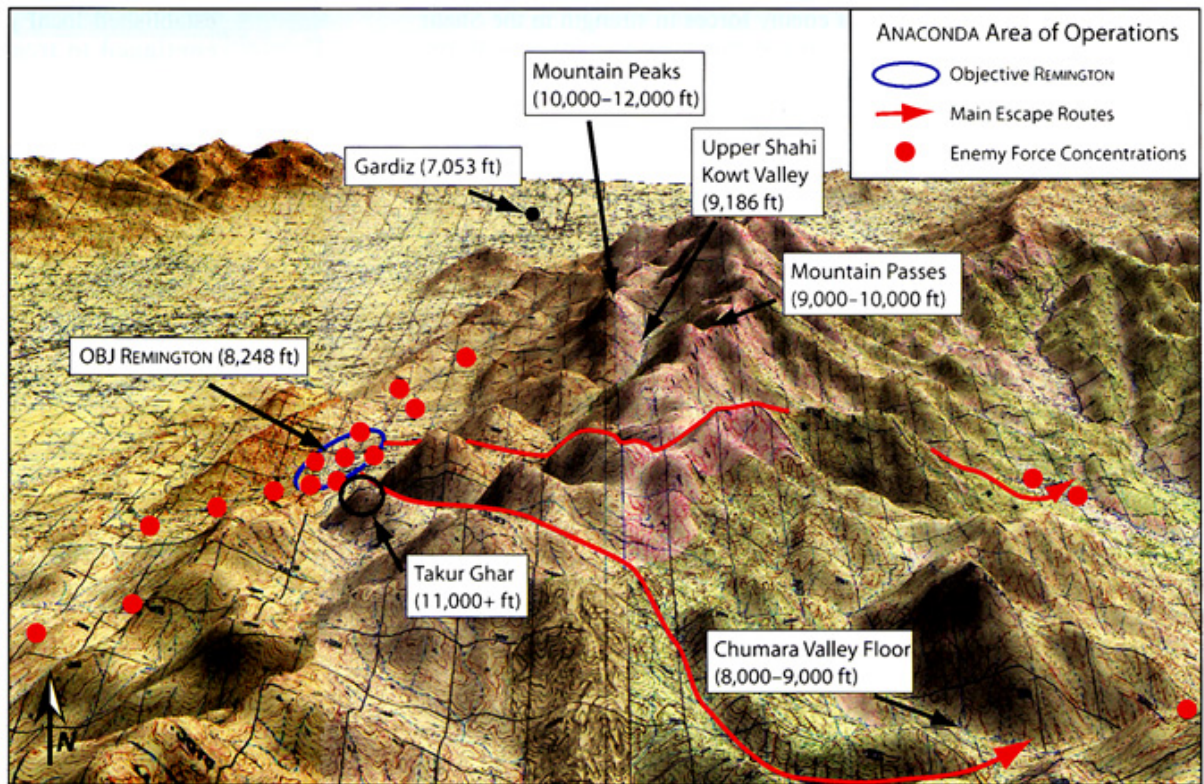 ANACONDA Area of Operations
Objective REMINGTON
Main Escape Routes
Enemy Force Concentrations
Mountain Peaks
(10,000–12,000 ft)
Gardiz (7,053 ft)
Upper Shahi
Kowt Valley
(9,186 ft)
Mountain Passes
(9,000–10,000 ft)
OBJ REMINGTON (8,248 ft)
Takur Ghar
(11,000+ ft)
Chumara Valley Floor
(8,000–9,000 ft)
N